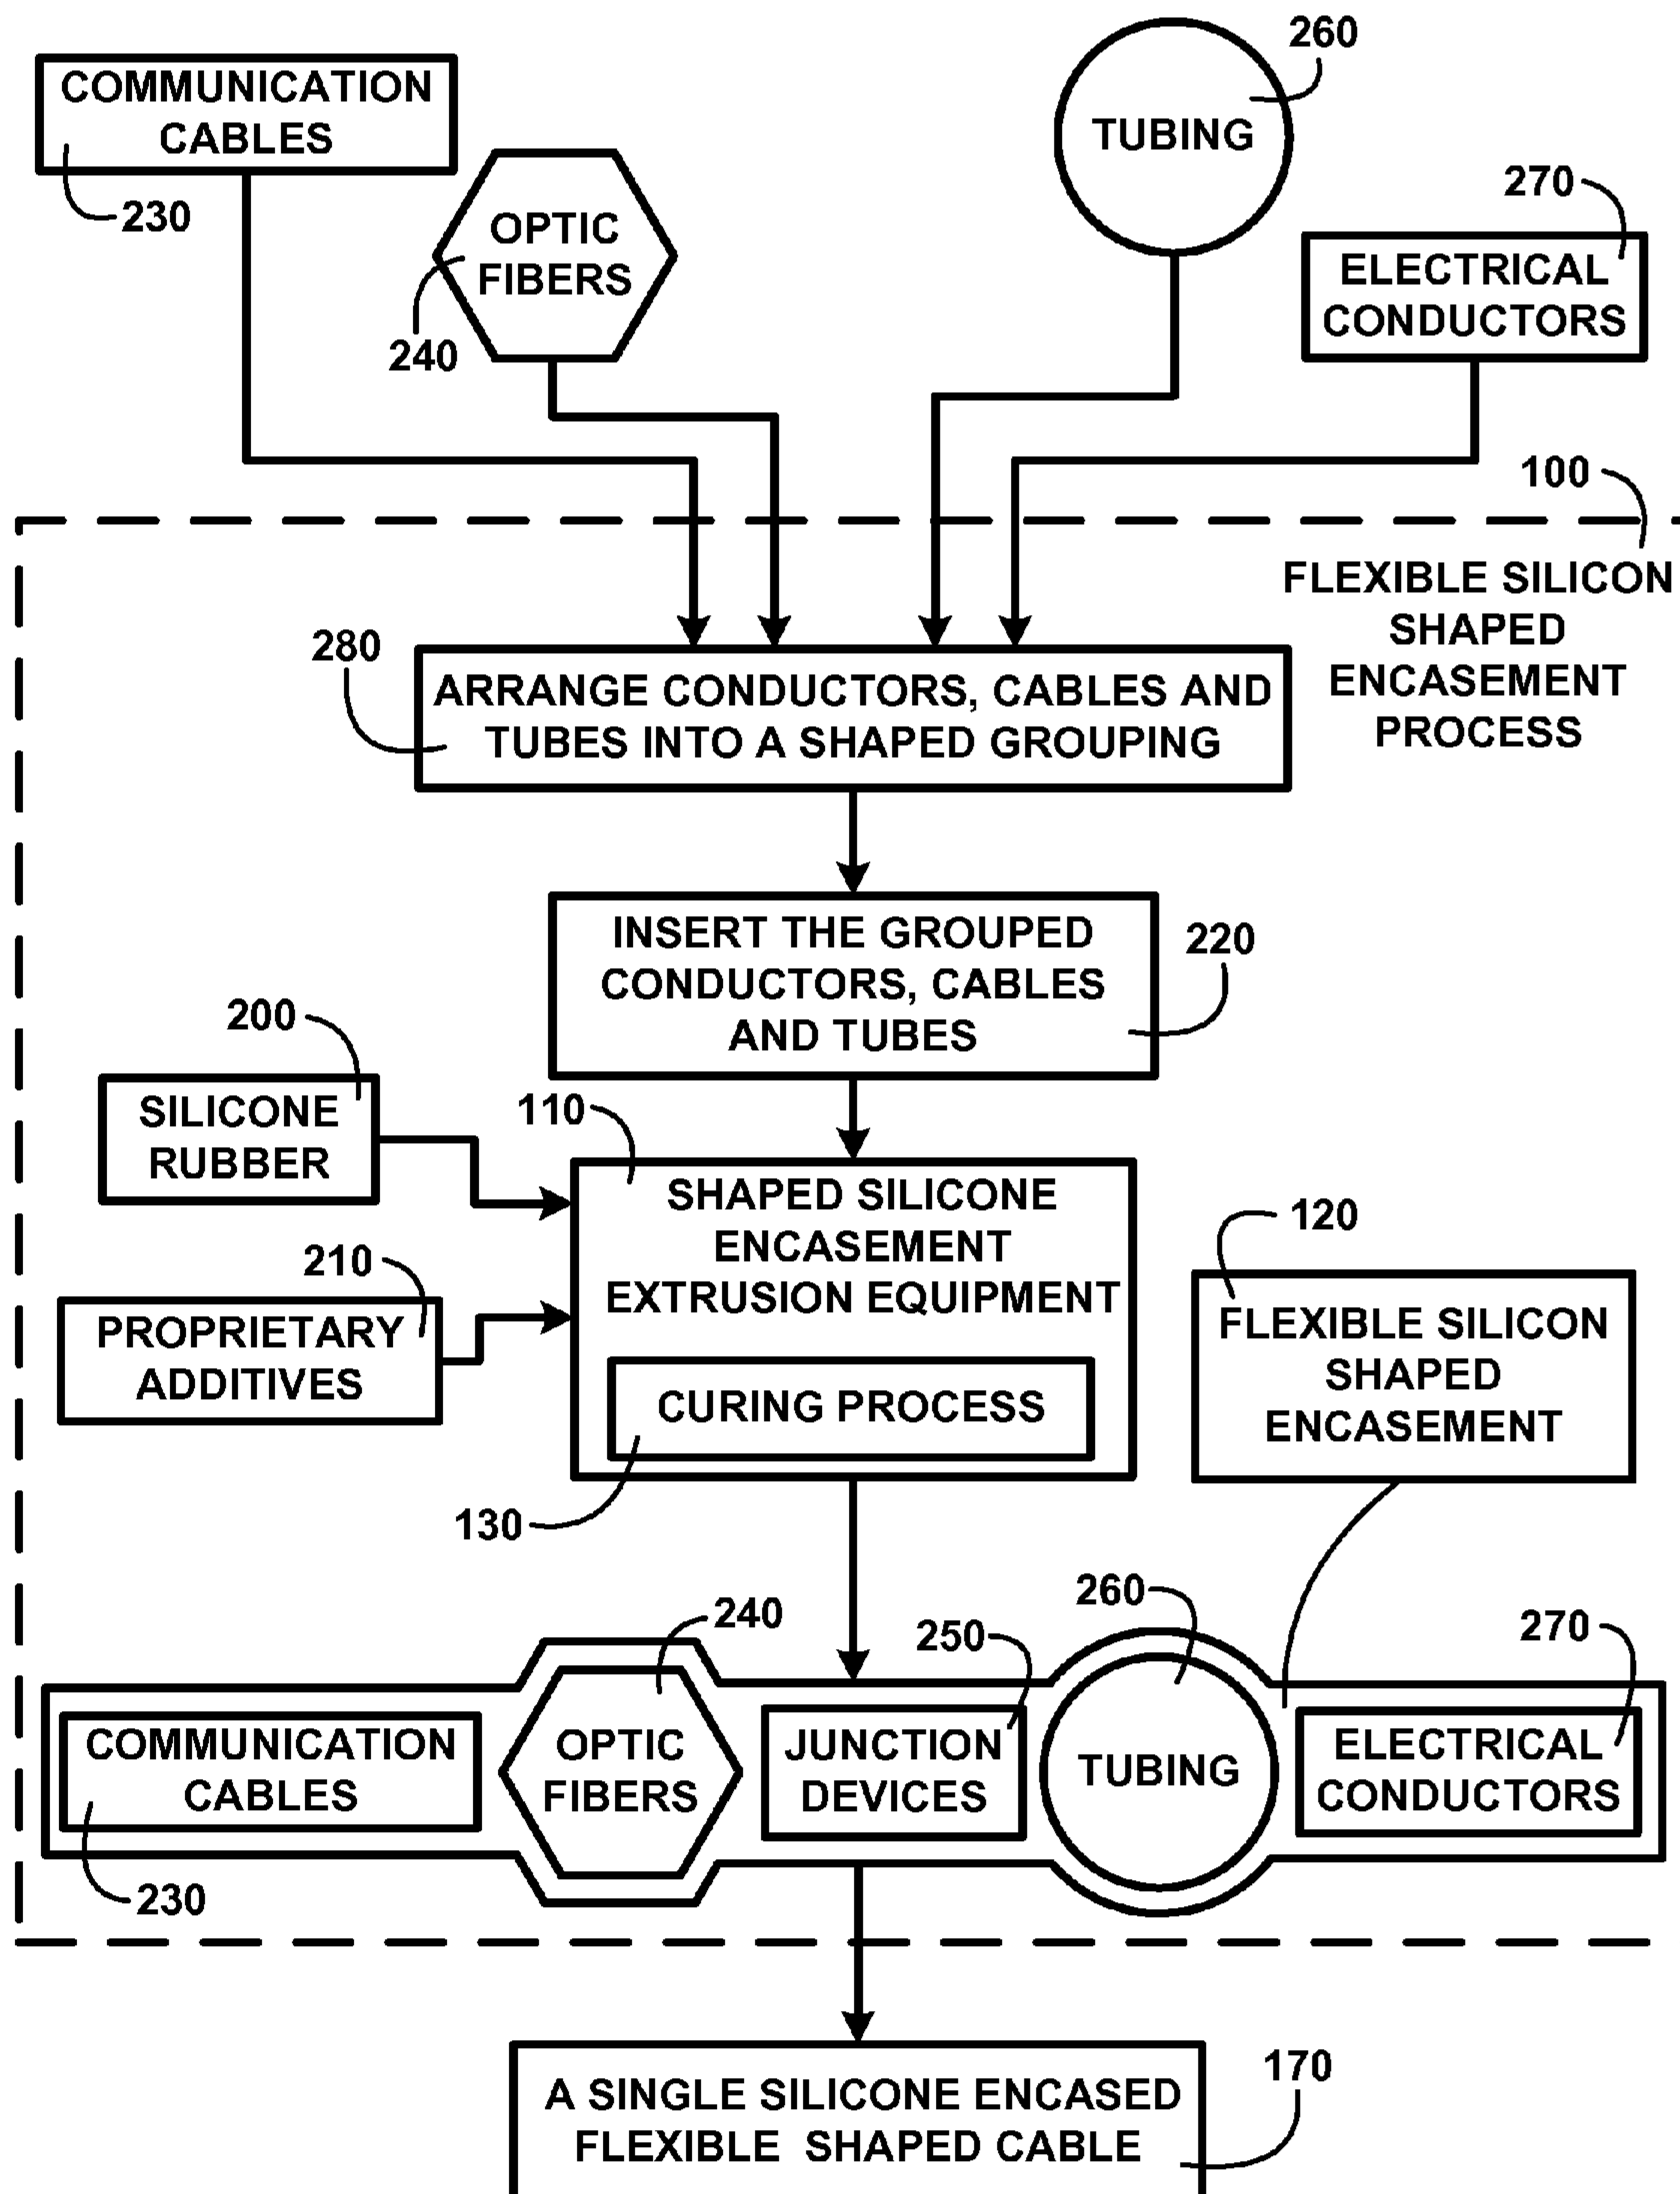 COMMUNICATION
CABLES
230
OPTIC
FIBERS
240
260
TUBING
270
ELECTRICAL
CONDUCTORS
100
FLEXIBLE SILICON
SHAPED
ENCASEMENT
PROCESS
280
ARRANGE CONDUCTORS, CABLES AND
TUBES INTO A SHAPED GROUPING
INSERT THE GROUPED
CONDUCTORS, CABLES
AND TUBES
220
200
SILICONE
RUBBER
210
PROPRIETARY
ADDITIVES
110
SHAPED SILICONE
ENCASEMENT
EXTRUSION EQUIPMENT
CURING PROCESS
130
120
FLEXIBLE SILICON
SHAPED
ENCASEMENT
COMMUNICATION
CABLES
230
240
OPTIC
FIBERS
250
JUNCTION
DEVICES
260
TUBING
270
ELECTRICAL
CONDUCTORS
A SINGLE SILICONE ENCASED
FLEXIBLE SHAPED CABLE
170